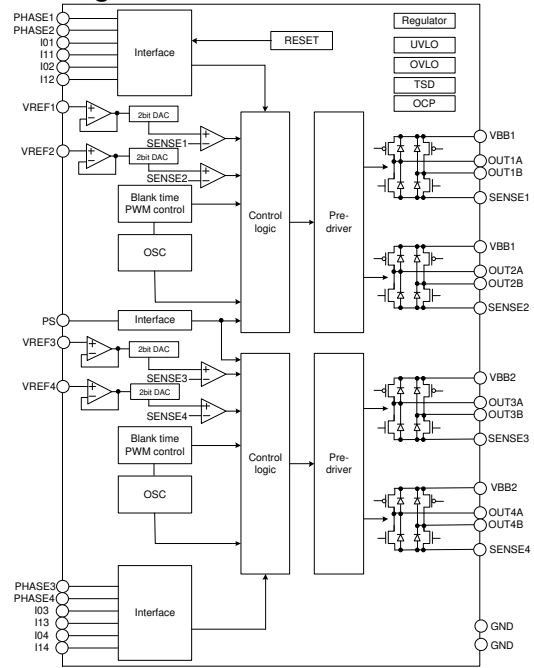 PHASE1
PHASE2
I01
I11
I02
I12
Interface
RESET
Regulator
UVLO
OVLO
TSD
OCP
VREF1
2bit DAC
SENSE1
VREF2
2bit DAC
SENSE2
Blank time
PWM control
OSC
Control
logic
Pre-
driver
VBB1
OUT1A
OUT1B
SENSE1
VBB1
OUT2A
OUT2B
SENSE2
PS
Interface
VREF3
2bit DAC
SENSE3
VREF4
2bit DAC
SENSE4
Blank time
PWM control
OSC
Control
logic
Pre-
driver
VBB2
OUT3A
OUT3B
SENSE3
VBB2
OUT4A
OUT4B
SENSE4
PHASE3
PHASE4
I03
I13
I04
I14
Interface
GND
GND